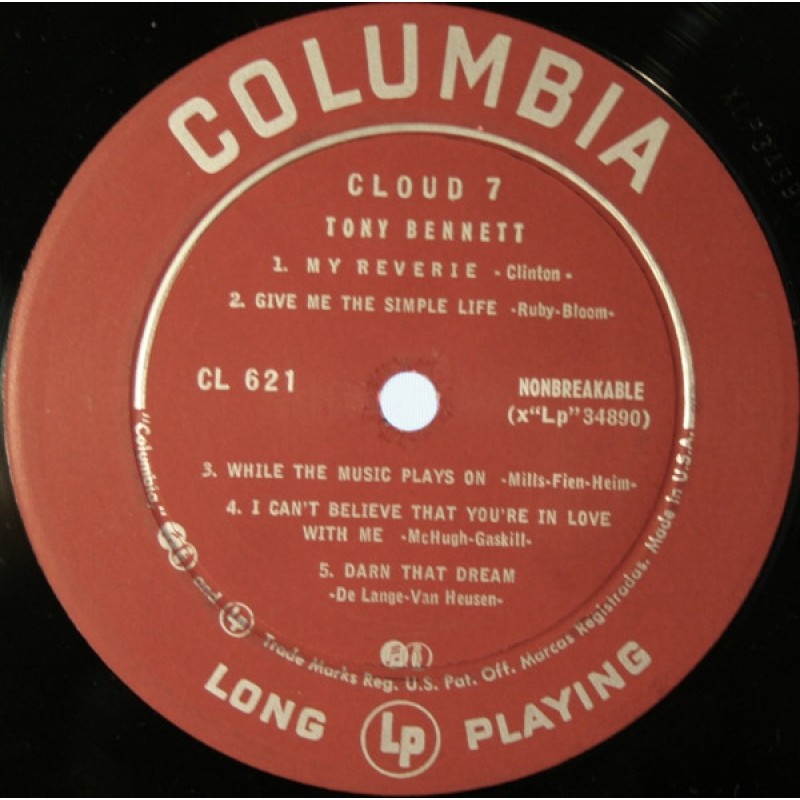 COLUMBIA
CLOUD 7
TONY BENNETT
1. MY REVERIE -Clinton-
2. GIVE ME THE SIMPLE LIFE -Ruby-Bloom-
CL 621
NONBREAKABLE
(x"Lp"34890)
3. WHILE THE MUSIC PLAYS ON -Mills-Fien-Heim-
4. I CAN'T BELIEVE THAT YOU'RE IN LOVE
WITH ME -McHugh-Gaskill-
5. DARN THAT DREAM
-De Lange-Van Heusen-
"Columbia," and Lp Trade Marks Reg. U.S. Pat. Off. Marcas Registradas. Made in U.S.A.
LONG Lp PLAYING